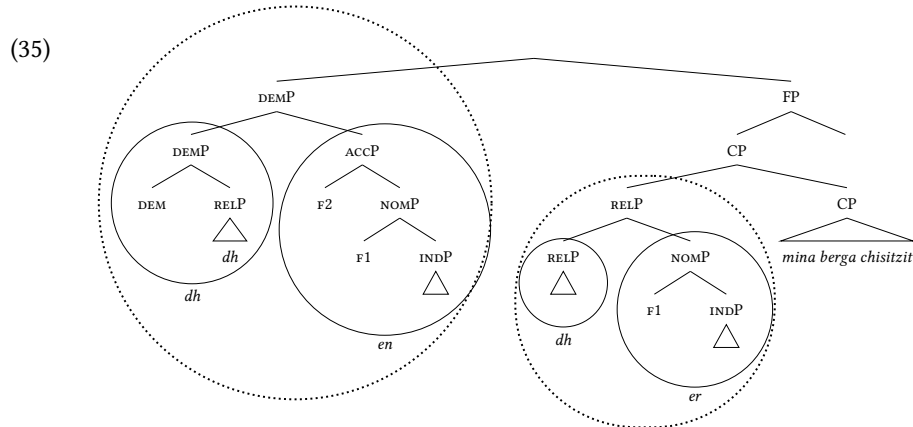 (35)
DEMP FP
DEMP ACCP CP
DEM RELP F2 NOMP RELP CP
dh F1 INDP RELP NOMP mina berga chisitzit
dh F1 INDP
en dh
er